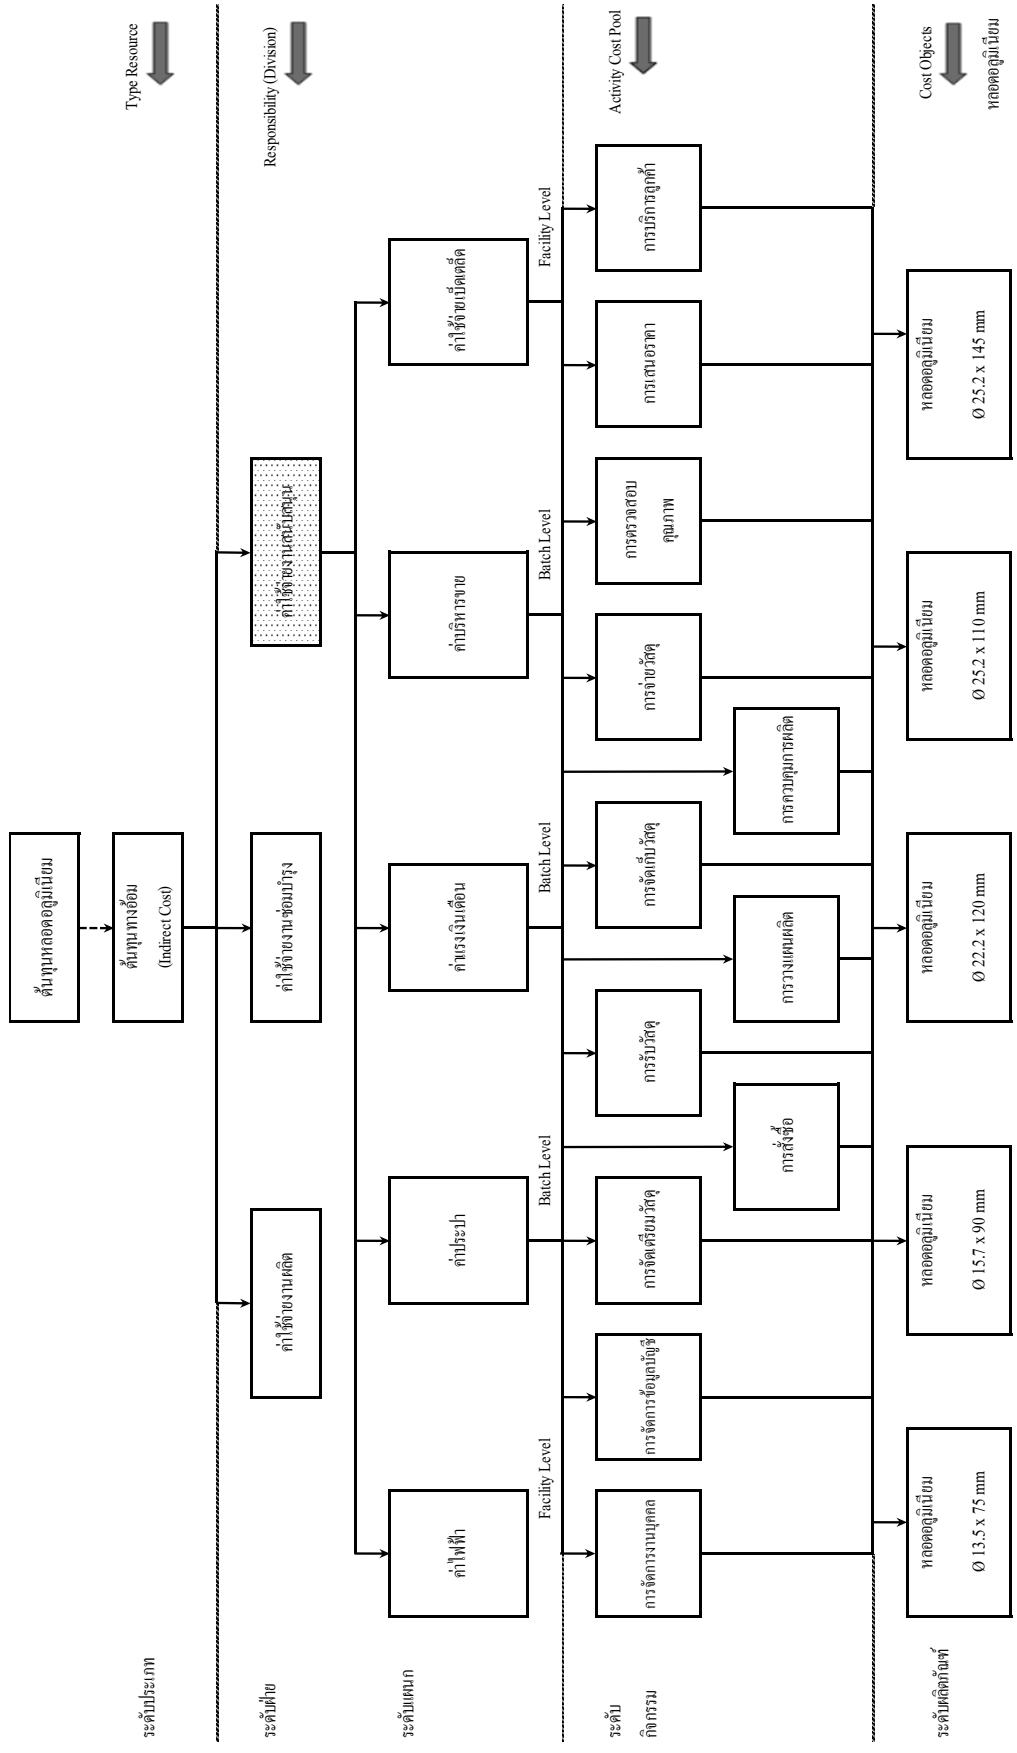 ต้นทุนหลอดอลูมิเนียม
ระดับประเภท
ต้นทุนทางอ้อม
(Indirect Cost)
Type Resource
ระดับฝ่าย
ค่าใช้จ่ายงานผลิต
ค่าใช้จ่ายงานซ่อมบำรุง
ค่าใช้จ่ายงานสนับสนุน
Responsibility (Division)
ระดับแผนก
ค่าไฟฟ้า
ค่าประปา
ค่าแรงเงินเดือน
ค่าบริหารขาย
ค่าใช้จ่ายเบ็ดเตล็ด
Facility Level
Batch Level
Batch Level
Batch Level
Facility Level
ระดับ
กิจกรรม
การจัดการงานบุคคล
การจัดการข้อมูลบัญชี
การจัดเตรียมวัสดุ
การรับวัสดุ
การจัดเก็บวัสดุ
การจ่ายวัสดุ
การตรวจสอบ
คุณภาพ
การเสนอราคา
การบริการลูกค้า
Activity Cost Pool
การสั่งซื้อ
การวางแผนผลิต
การควบคุมการผลิต
ระดับผลิตภัณฑ์
หลอดอลูมิเนียม
Ø 13.5 x 75 mm
หลอดอลูมิเนียม
Ø 15.7 x 90 mm
หลอดอลูมิเนียม
Ø 22.2 x 120 mm
หลอดอลูมิเนียม
Ø 25.2 x 110 mm
หลอดอลูมิเนียม
Ø 25.2 x 145 mm
Cost Objects
หลอดอลูมิเนียม